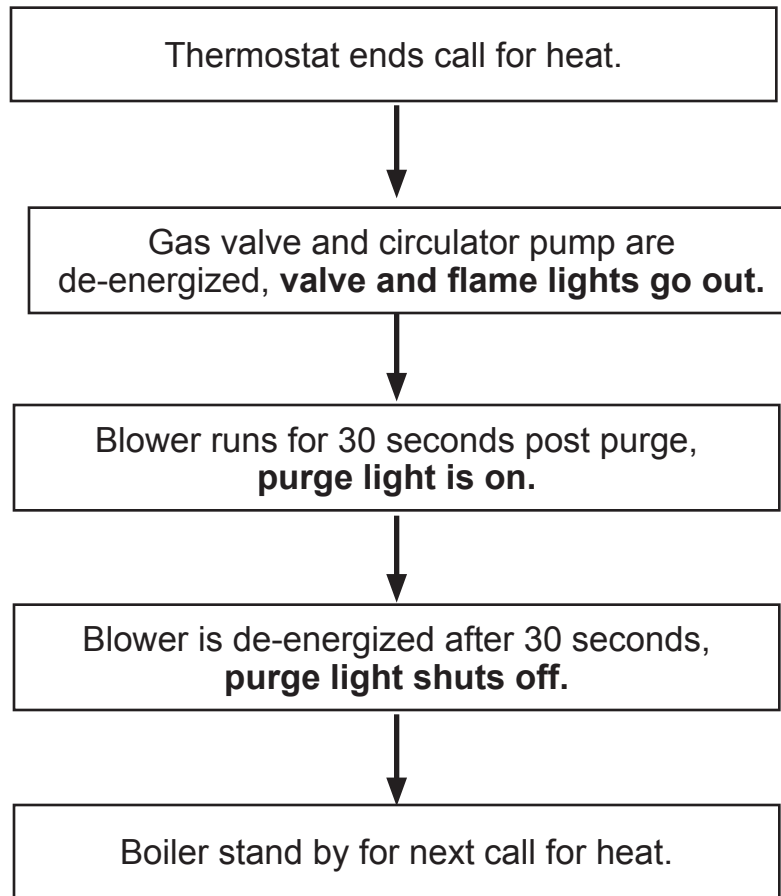 Thermostat ends call for heat.
Gas valve and circulator pump are
de-energized, valve and flame lights go out.
Blower runs for 30 seconds post purge,
purge light is on.
Blower is de-energized after 30 seconds,
purge light shuts off.
Boiler stand by for next call for heat.